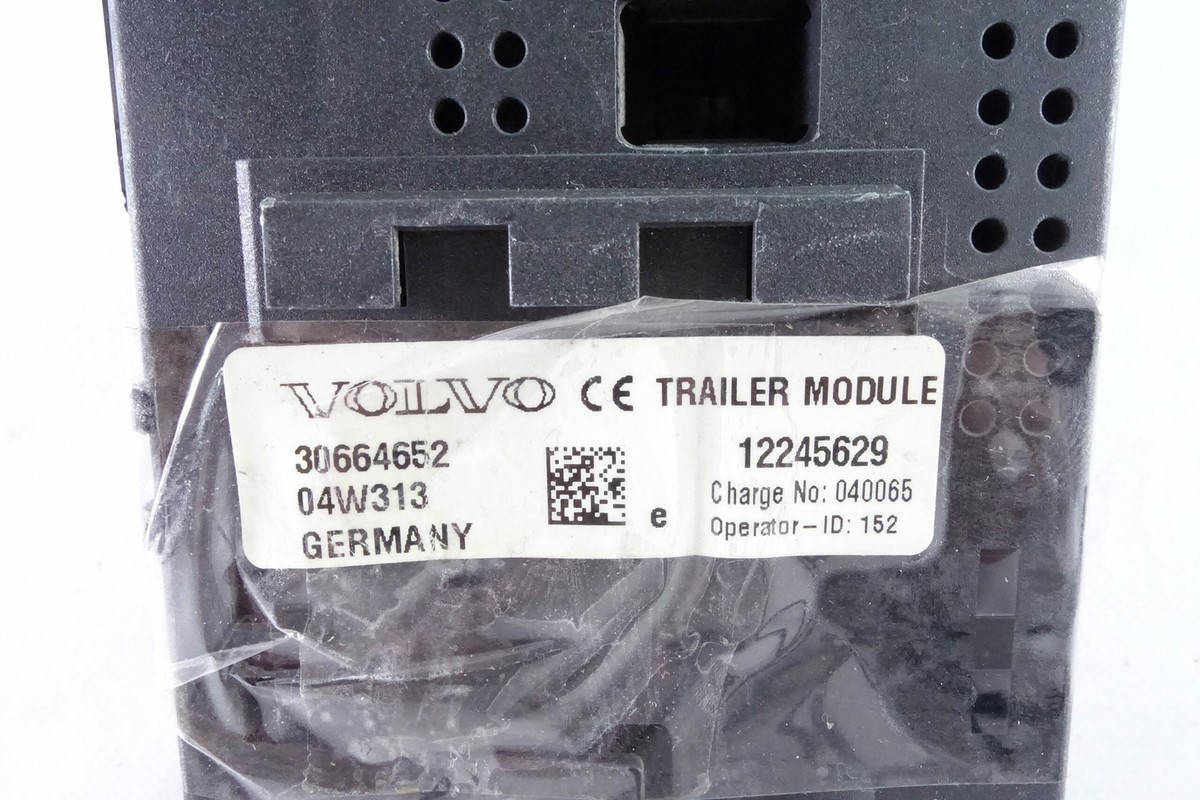 VOLVO CE TRAILER MODULE
30664652
04W313
GERMANY
e
12245629
Charge No: 040065
Operator-ID: 152